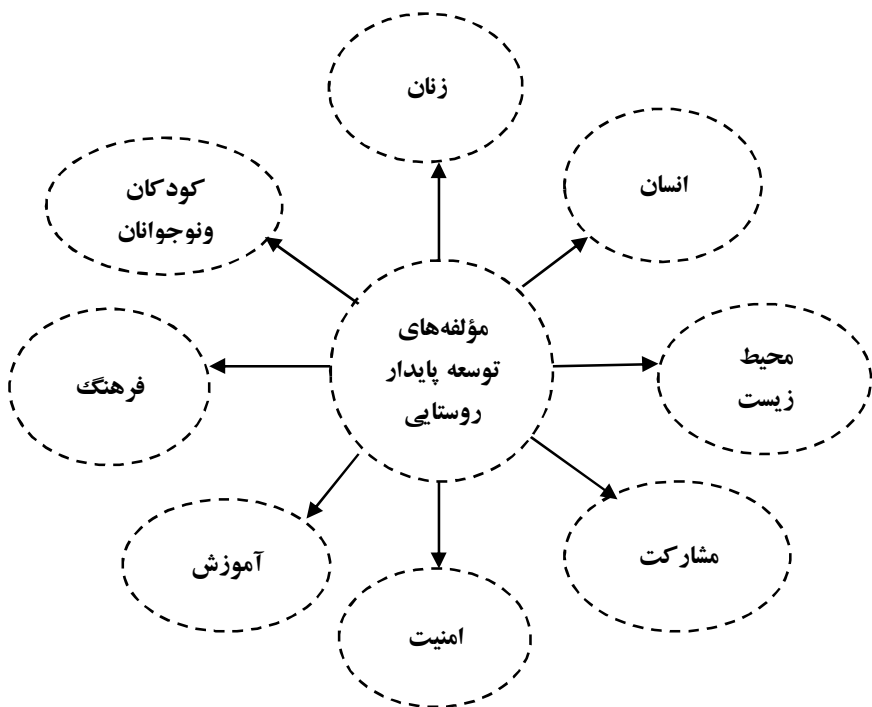 زنان
انسان
کودکان
ونوجوانان
مؤلفه‌های
توسعه پایدار
روستایی
محیط
زیست
فرهنگ
مشارکت
آموزش
امنیت